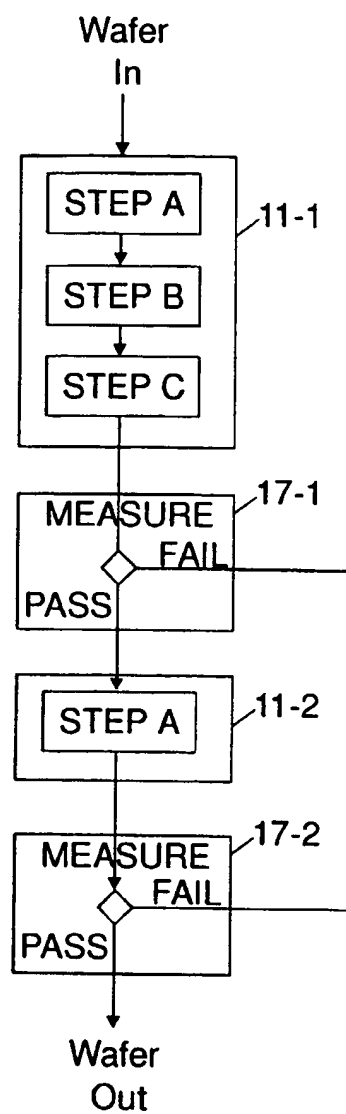 Wafer
In
STEP A
11-1
STEP B
STEP C
17-1
MEASURE
FAIL
PASS
11-2
STEP A
17-2
MEASURE
FAIL
PASS
Wafer
Out